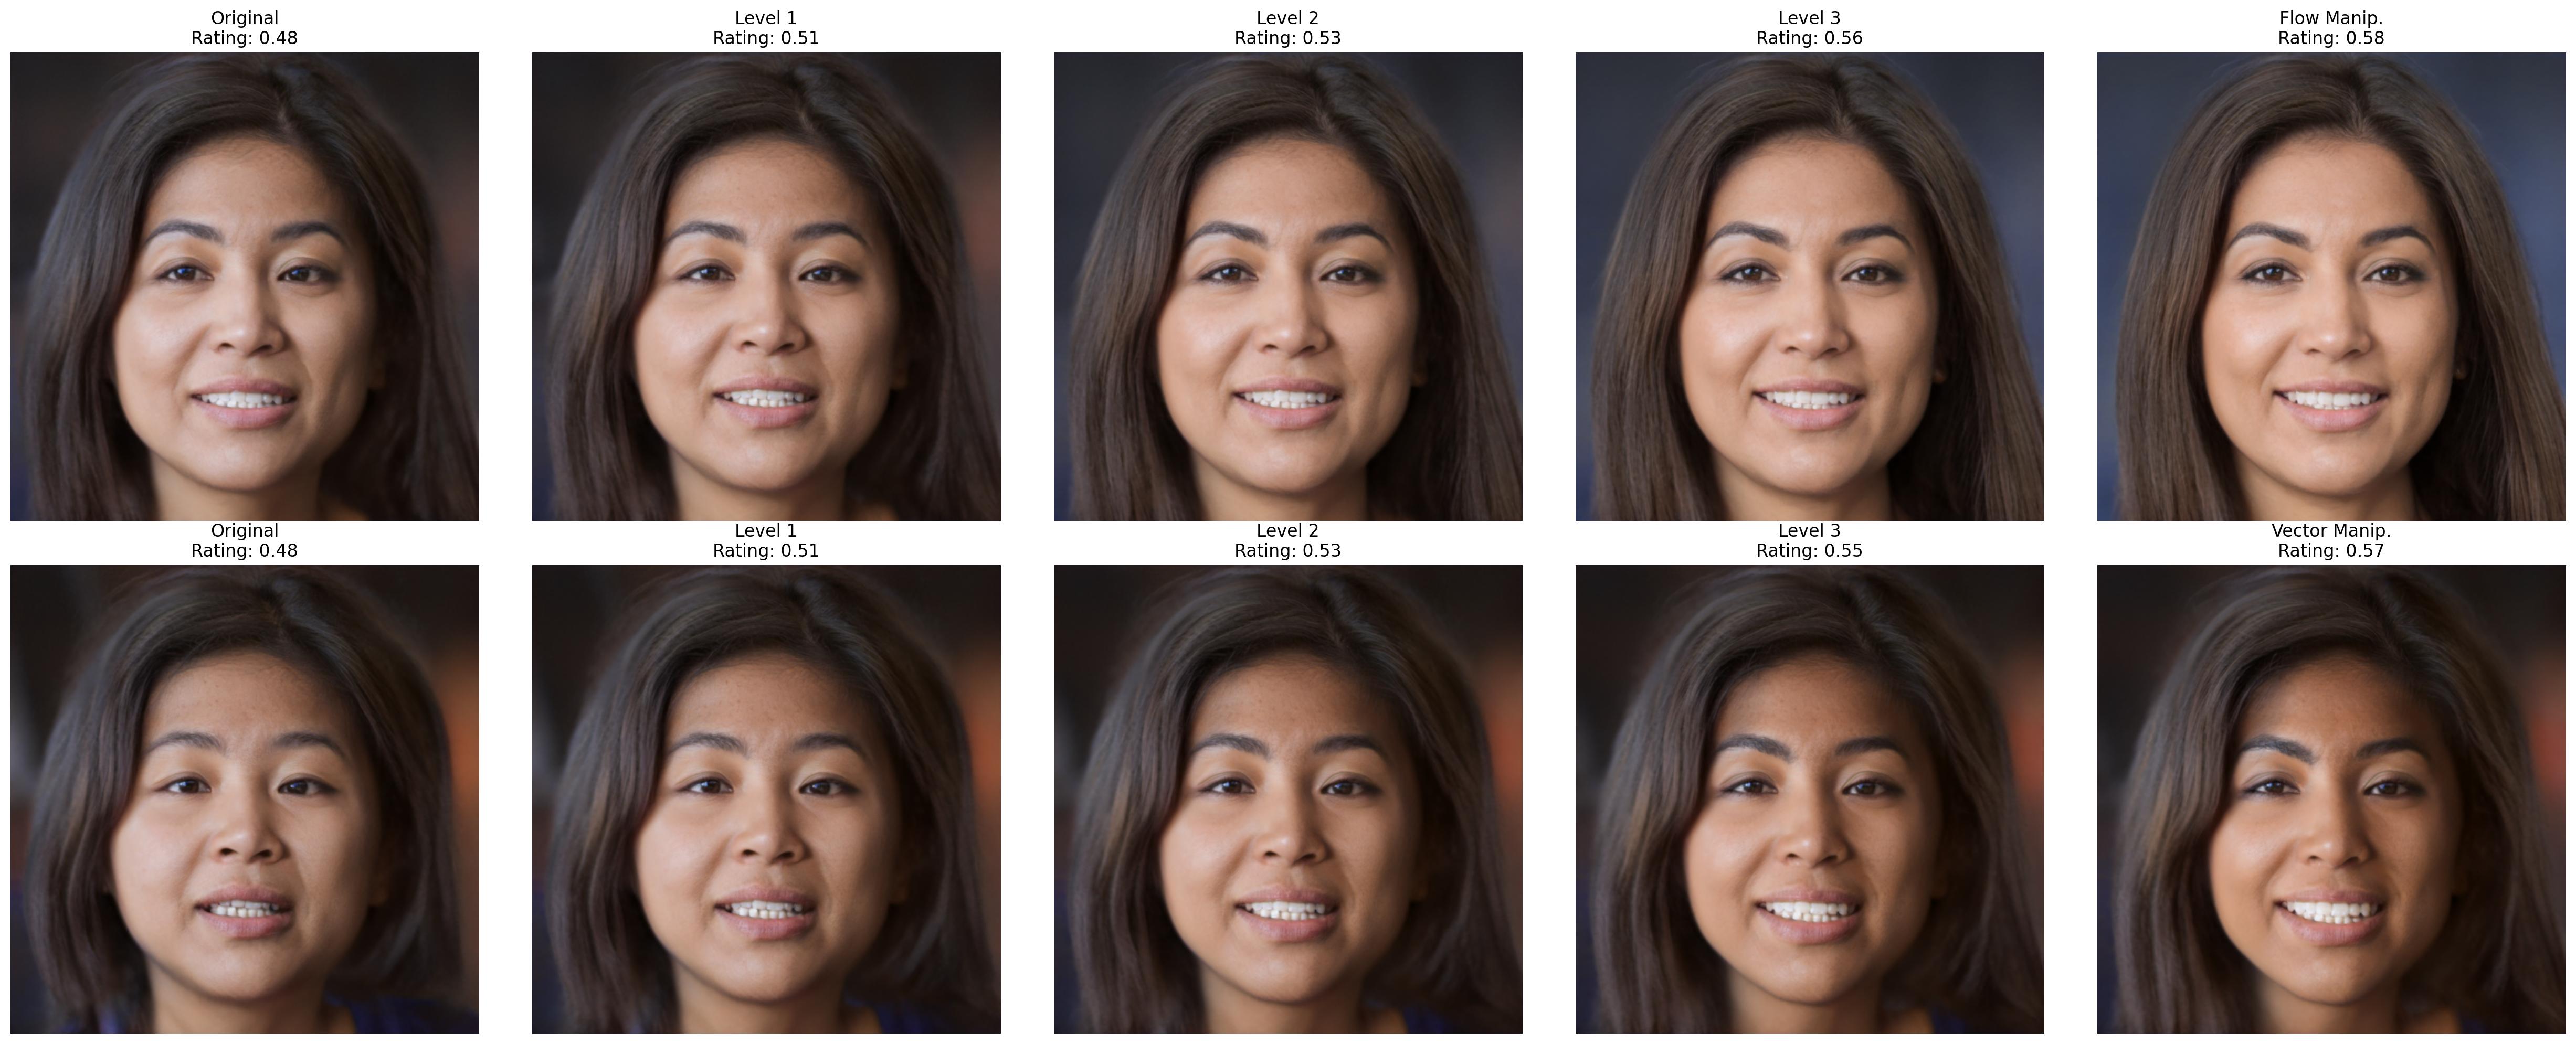 Original
Rating: 0.48
Level 1
Rating: 0.51
Level 2
Rating: 0.53
Level 3
Rating: 0.56
Flow Manip.
Rating: 0.58
Original
Rating: 0.48
Level 1
Rating: 0.51
Level 2
Rating: 0.53
Level 3
Rating: 0.55
Vector Manip.
Rating: 0.57